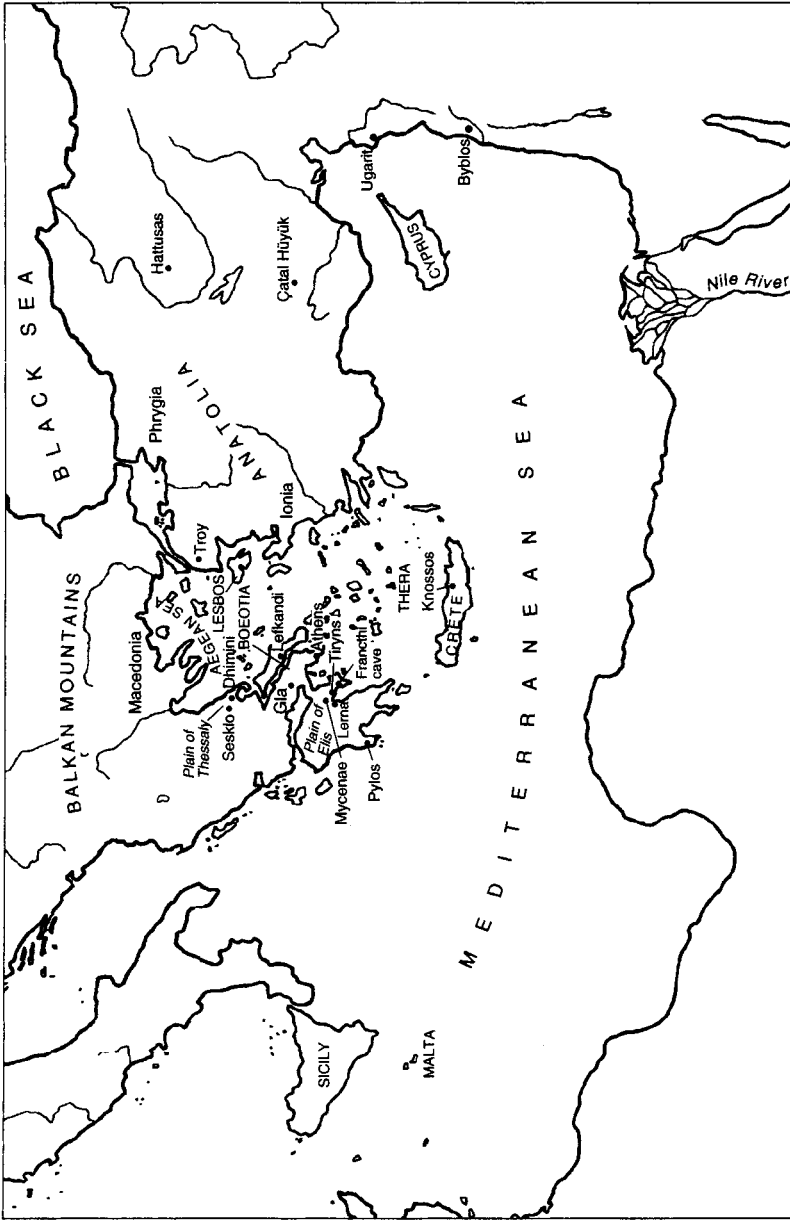 BLACK SEA
BALKAN MOUNTAINS
Macedonia
Phrygia
Hattusas
ANATOLIA
AEGEAN SEA
Troy
Plain of
Thessaly
Sesklo
Dhimini
LESBOS
BOEOTIA
Lefkandi
Ionia
Çatal Hüyük
Gla
Athens
Tiryns
Plain of
Elis
Lerna
Francthi
cave
Mycenae
Pylos
THERA
Knossos
CRETE
CYPRUS
Ugarit
Byblos
SICILY
MALTA
MEDITERRANEAN SEA
Nile River